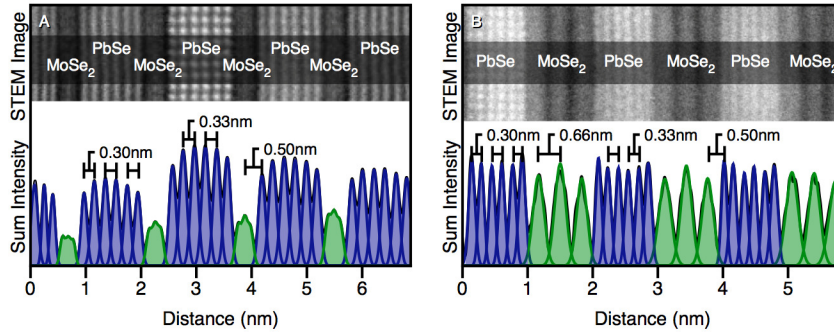 A
STEM Image
MoSe2
PbSe
MoSe2
PbSe
MoSe2
PbSe
MoSe2
PbSe
0.33nm
0.30nm
0.50nm
Sum Intensity
0 1 2 3 4 5 6
Distance (nm)
B
STEM Image
PbSe
MoSe2
PbSe
MoSe2
PbSe
MoSe
0.30nm
0.66nm
0.33nm
0.50nm
Sum Intensity
0 1 2 3 4 5
Distance (nm)